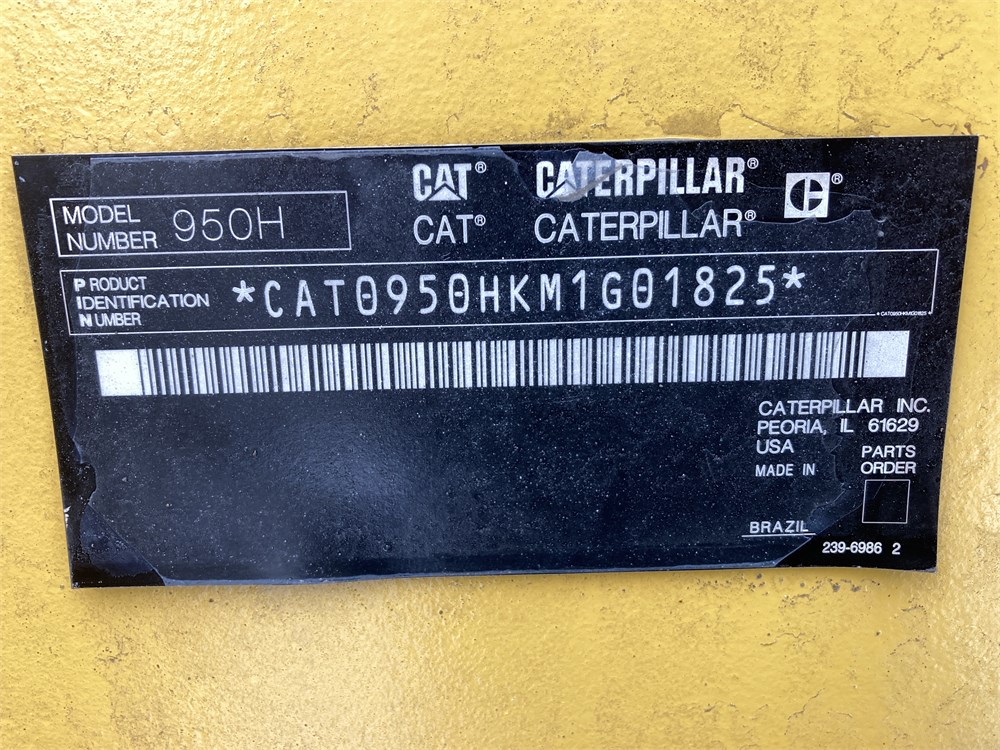 CAT® CATERPILLAR® ®
CAT® CATERPILLAR®
MODEL
NUMBER 950H
PRODUCT
IDENTIFICATION
NUMBER
*CAT0950HKM1G01825*
*CAT0950HKM1G01825*
CATERPILLAR INC.
PEORIA, IL 61629
USA
MADE IN
BRAZIL
PARTS
ORDER
239-6986 2